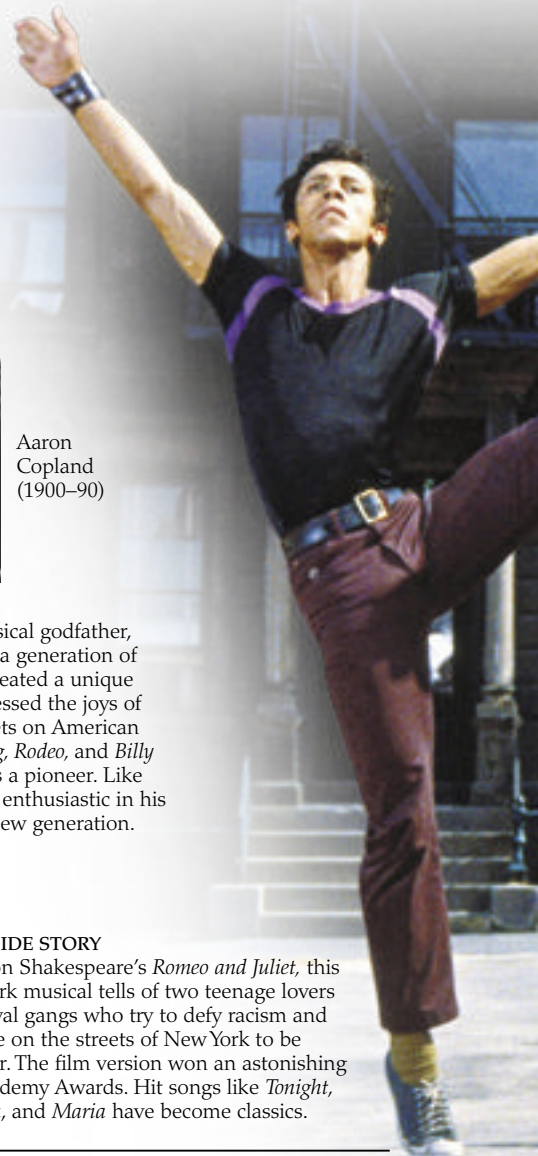 Aaron
Copland
(1900–90)
sical godfather,
a generation of
eated a unique
essed the joys of
ets on American
g, Rodeo, and Billy
s a pioneer. Like
enthusiastic in his
ew generation.
IDE STORY
on Shakespeare's Romeo and Juliet, this
rk musical tells of two teenage lovers
val gangs who try to defy racism and
e on the streets of New York to be
r. The film version won an astonishing
demy Awards. Hit songs like Tonight,
, and Maria have become classics.